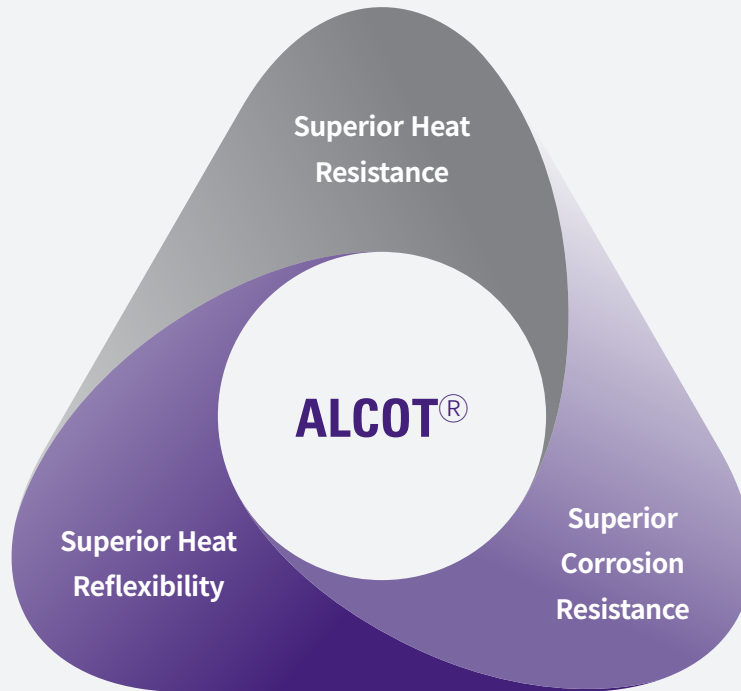 Superior Heat
Resistance
ALCOT®
Superior Heat
Reflexibility
Superior
Corrosion
Resistance